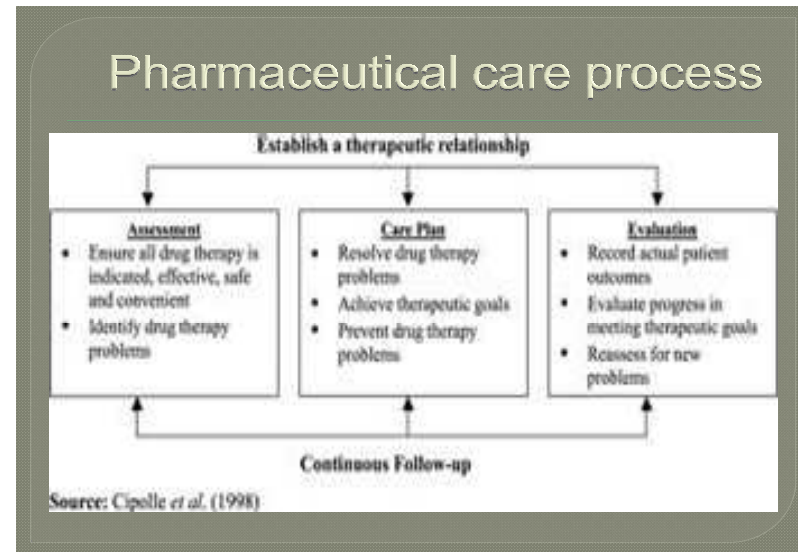 Pharmaceutical care process
Establish a therapeutic relationship
Assessment
• Ensure all drug therapy is
indicated, effective, safe
and convenient
• Identify drug therapy
problems
Care Plan
• Resolve drug therapy
problems
• Achieve therapeutic goals
• Prevent drug therapy
problems
Evaluation
• Record actual patient
outcomes
• Evaluate progress in
meeting therapeutic goals
• Reassess for new
problems
Continuous Follow-up
Source: Cipolle et al. (1998)